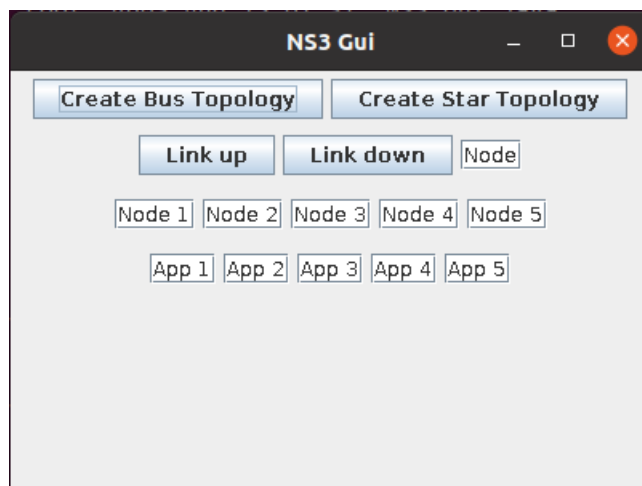 NS3 Gui
Create Bus Topology Create Star Topology
Link up Link down Node
Node 1 Node 2 Node 3 Node 4 Node 5
App 1 App 2 App 3 App 4 App 5